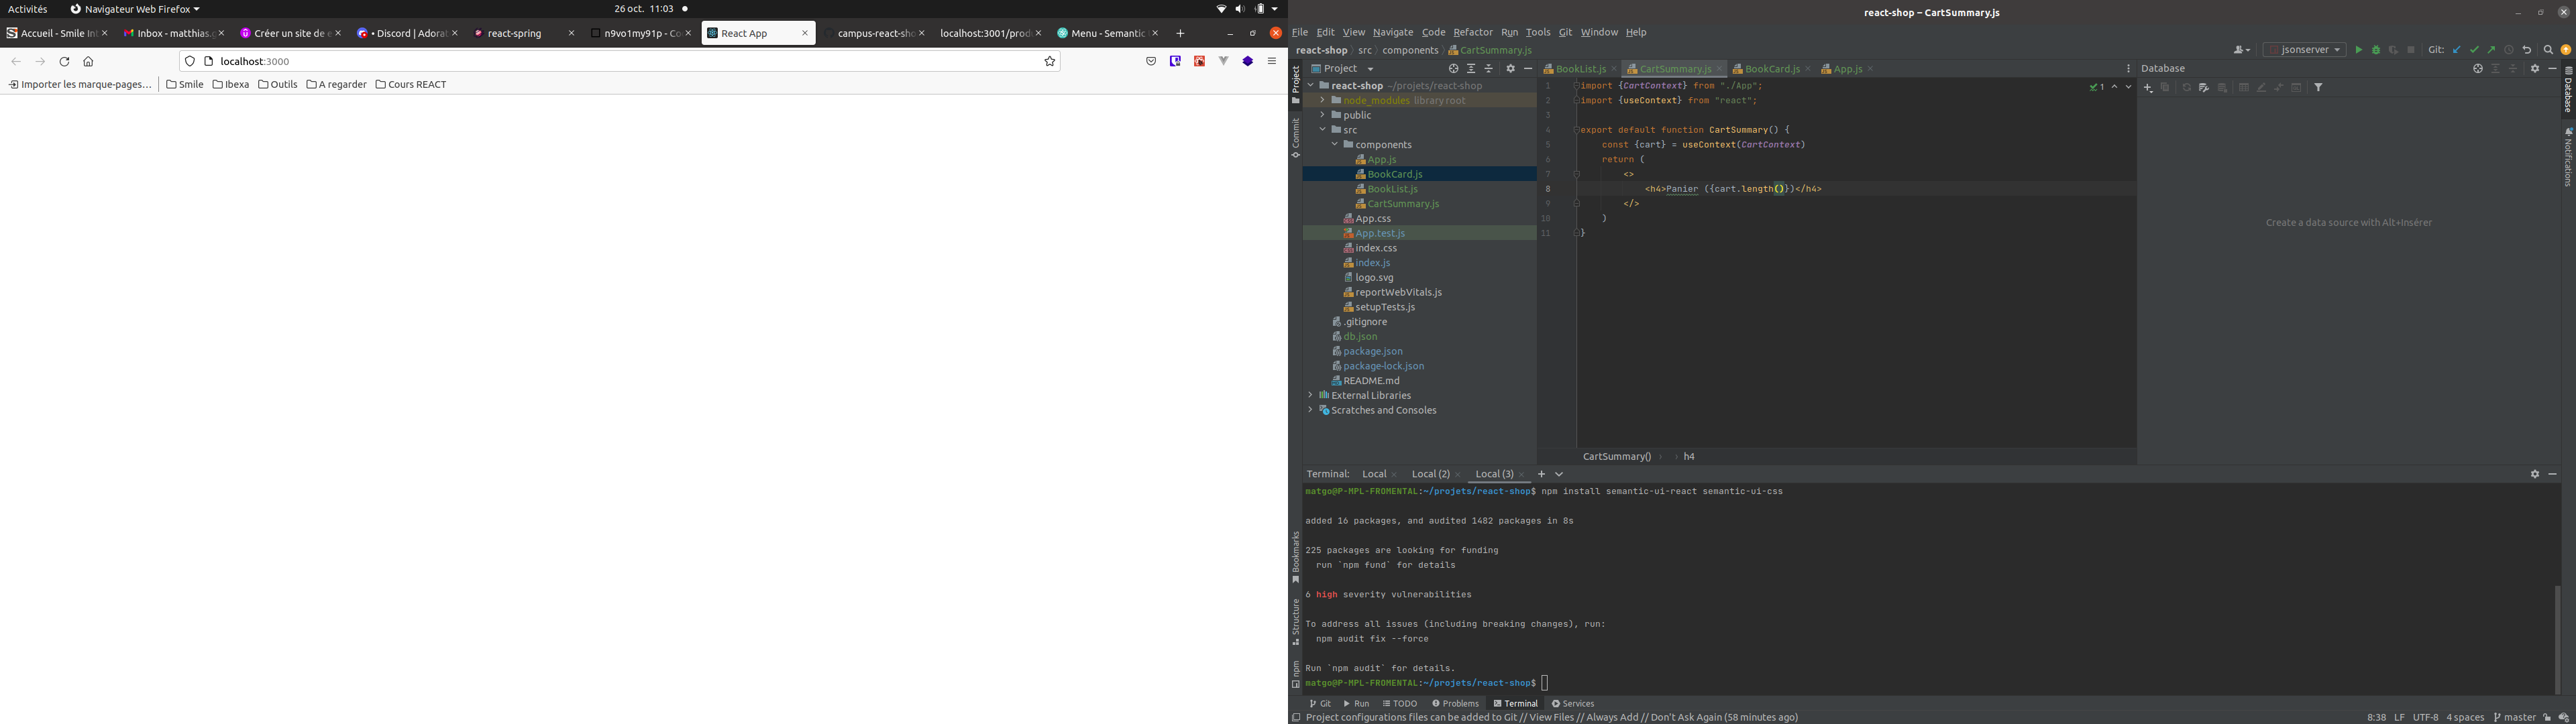 Activités
Navigateur Web Firefox
26 oct. 11:03
Accueil - Smile Int
Inbox - matthias.g
Créer un site de e
• Discord | Adorat
react-spring
n9vo1my91p - Co
React App
campus-react-sho
localhost:3001/prod
Menu - Semantic
localhost:3000
Importer les marque-pages…
Smile
Ibexa
Outils
A regarder
Cours REACT
react-shop – CartSummary.js
File Edit View Navigate Code Refactor Run Tools Git Window Help
react-shop src components CartSummary.js
jsonserver
Git:
Project
BookList.js
CartSummary.js
BookCard.js
App.js
Database
react-shop ~/projets/react-shop
node_modules library root
public
src
components
App.js
BookCard.js
BookList.js
CartSummary.js
App.css
App.test.js
index.css
index.js
logo.svg
reportWebVitals.js
setupTests.js
.gitignore
db.json
package.json
package-lock.json
README.md
External Libraries
Scratches and Consoles
1 import {CartContext} from "./App";
2 import {useContext} from "react";
3
4 export default function CartSummary() {
5 const {cart} = useContext(CartContext)
6 return (
7 <>
8 <h4>Panier ({cart.length()})</h4>
9 </>
10 )
11 }
1
Create a data source with Alt+Insérer
CartSummary() h4
Project
Commit
Bookmarks
Structure
npm
Database
Notifications
Terminal: Local Local (2) Local (3)
matgo@P-MPL-FROMENTAL:~/projets/react-shop$ npm install semantic-ui-react semantic-ui-css
added 16 packages, and audited 1482 packages in 8s
225 packages are looking for funding
run `npm fund` for details
6 high severity vulnerabilities
To address all issues (including breaking changes), run:
npm audit fix --force
Run `npm audit` for details.
matgo@P-MPL-FROMENTAL:~/projets/react-shop$
Git Run TODO Problems Terminal Services
Project configurations files can be added to Git // View Files // Always Add // Don't Ask Again (58 minutes ago)
8:38 LF UTF-8 4 spaces master